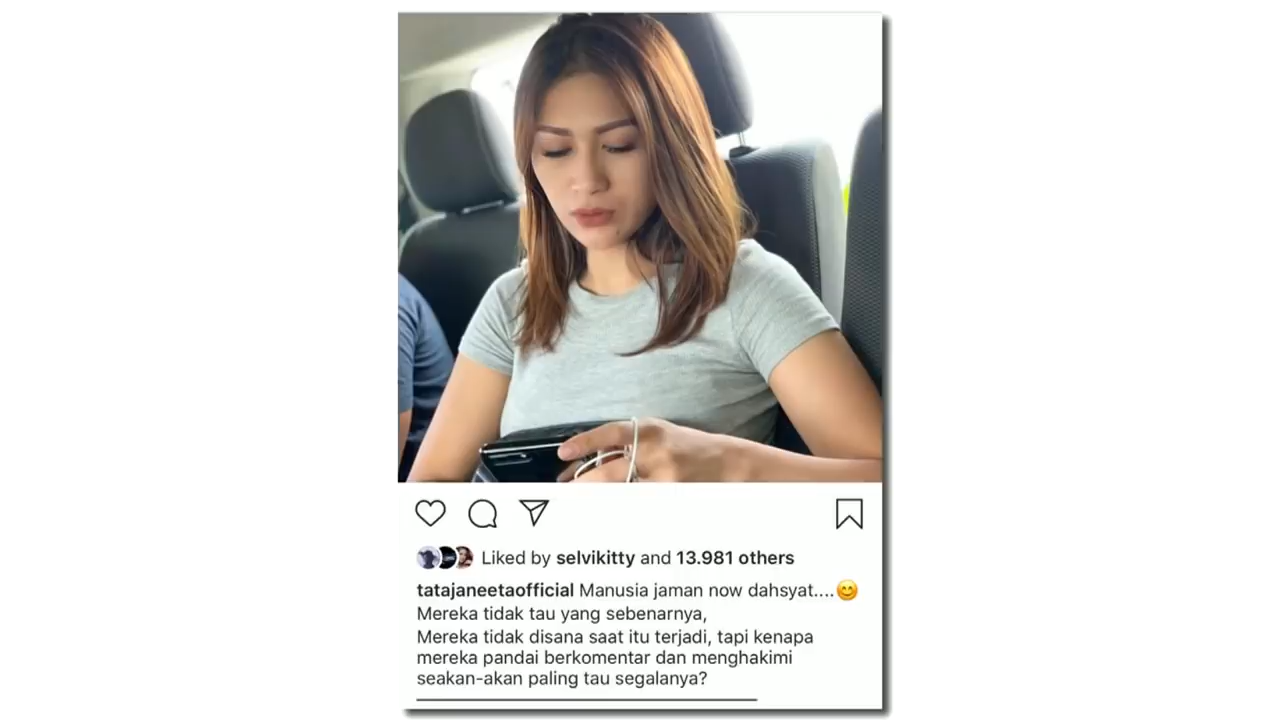 Liked by selvikitty and 13.981 others
tatajaneetaofficial Manusia jaman now dahsyat....😊
Mereka tidak tau yang sebenarnya,
Mereka tidak disana saat itu terjadi, tapi kenapa
mereka pandai berkomentar dan menghakimi
seakan-akan paling tau segalanya?